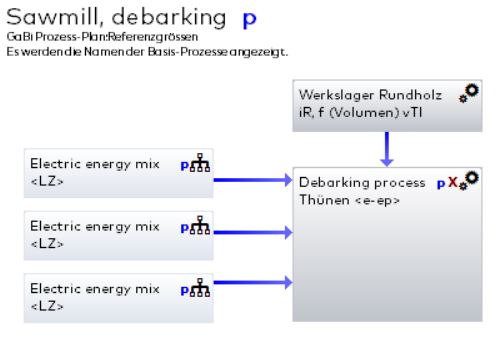 Sawmill, debarking p
GaBi Prozess-Plan:Referenzgrössen
Es werden die Namen der Basis-Prozesse angezeigt.
Werkslager Rundholz
iR, f (Volumen) vTI
Electric energy mix p
<LZ>
Debarking process p X
Thünen <e-ep>
Electric energy mix p
<LZ>
Electric energy mix p
<LZ>